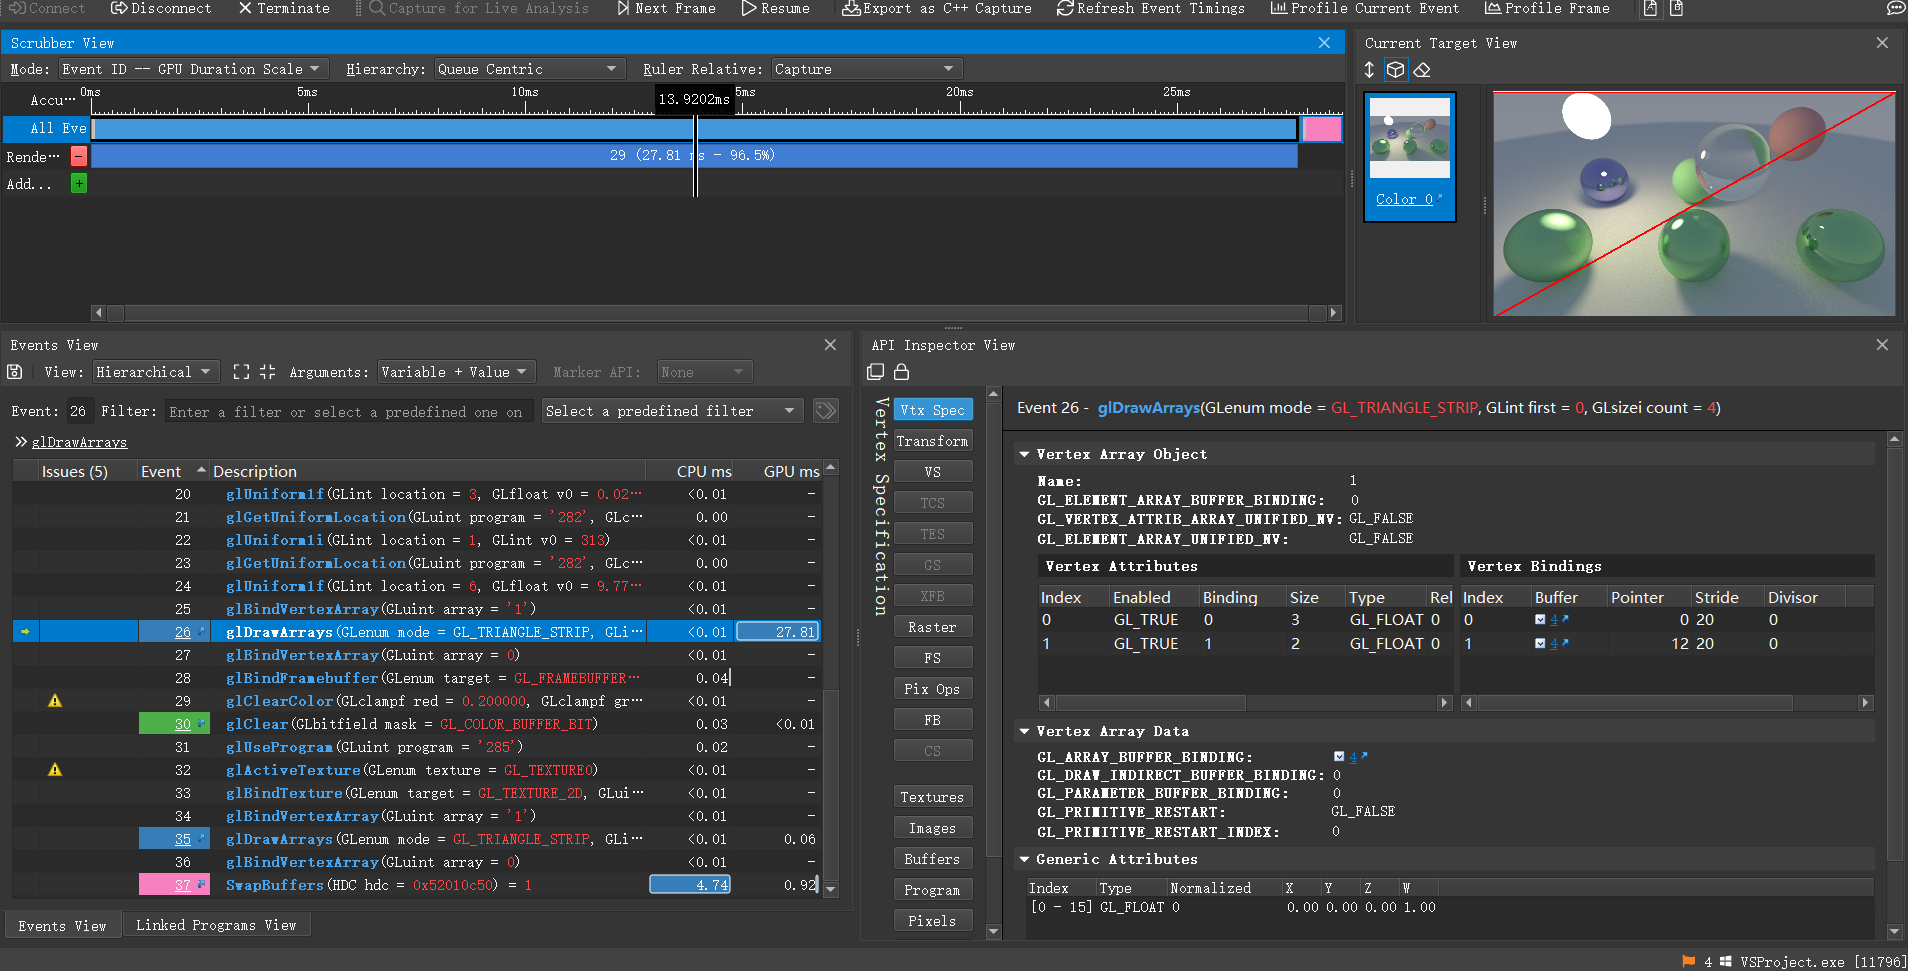 Connect Disconnect Terminate Capture for Live Analysis Next Frame Resume Export as C++ Capture Refresh Event Timings Profile Current Event Profile Frame
Scrubber View
Mode: Event ID -- GPU Duration Scale Hierarchy: Queue Centric Ruler Relative: Capture
Accu··· 0ms 5ms 10ms 13.9202ms 5ms 20ms 25ms
All Eve
Rende··· 29 (27.81 ms - 96.5%)
Add...
Current Target View
Color 0
Events View
View: Hierarchical Arguments: Variable + Value Marker API: None
Event: 26 Filter: Enter a filter or select a predefined one on Select a predefined filter
glDrawArrays
Issues (5) Event Description CPU ms GPU ms
20 glUniform1f(GLint location = 3, GLfloat v0 = 0.02··· <0.01 -
21 glGetUniformLocation(GLuint program = '282', GLc··· 0.00 -
22 glUniform1i(GLint location = 1, GLint v0 = 313) <0.01 -
23 glGetUniformLocation(GLuint program = '282', GLc··· 0.00 -
24 glUniform1f(GLint location = 6, GLfloat v0 = 9.77··· <0.01 -
25 glBindVertexArray(GLuint array = '1') <0.01 -
26 glDrawArrays(GLenum mode = GL_TRIANGLE_STRIP, GLi··· <0.01 27.81
27 glBindVertexArray(GLuint array = 0) <0.01 -
28 glBindFramebuffer(GLenum target = GL_FRAMEBUFFER··· 0.04 -
29 glClearColor(GLclampf red = 0.200000, GLclampf gr··· <0.01 -
30 glClear(GLbitfield mask = GL_COLOR_BUFFER_BIT) 0.03 <0.01
31 glUseProgram(GLuint program = '285') 0.02 -
32 glActiveTexture(GLenum texture = GL_TEXTURE0) <0.01 -
33 glBindTexture(GLenum target = GL_TEXTURE_2D, GLui··· <0.01 -
34 glBindVertexArray(GLuint array = '1') <0.01 -
35 glDrawArrays(GLenum mode = GL_TRIANGLE_STRIP, GLi··· <0.01 0.06
36 glBindVertexArray(GLuint array = 0) <0.01 -
37 SwapBuffers(HDC hdc = 0x52010c50) = 1 4.74 0.92
Events View Linked Programs View
API Inspector View
Vertex Specification
Vtx Spec
Transform
VS
TCS
TES
GS
XFB
Raster
FS
Pix Ops
FB
CS
Textures
Images
Buffers
Program
Pixels
Event 26 - glDrawArrays(GLenum mode = GL_TRIANGLE_STRIP, GLint first = 0, GLsizei count = 4)
Vertex Array Object
Name: 1
GL_ELEMENT_ARRAY_BUFFER_BINDING: 0
GL_VERTEX_ATTRIB_ARRAY_UNIFIED_NV: GL_FALSE
GL_ELEMENT_ARRAY_UNIFIED_NV: GL_FALSE
Vertex Attributes
Index Enabled Binding Size Type Rel
0 GL_TRUE 0 3 GL_FLOAT 0
1 GL_TRUE 1 2 GL_FLOAT 0
Vertex Bindings
Index Buffer Pointer Stride Divisor
0 4 0 20 0
1 4 12 20 0
Vertex Array Data
GL_ARRAY_BUFFER_BINDING: 4
GL_DRAW_INDIRECT_BUFFER_BINDING: 0
GL_PARAMETER_BUFFER_BINDING: 0
GL_PRIMITIVE_RESTART: GL_FALSE
GL_PRIMITIVE_RESTART_INDEX: 0
Generic Attributes
Index Type Normalized X Y Z W
[0 - 15] GL_FLOAT 0 0.00 0.00 0.00 1.00
4 VSProject.exe [11796]